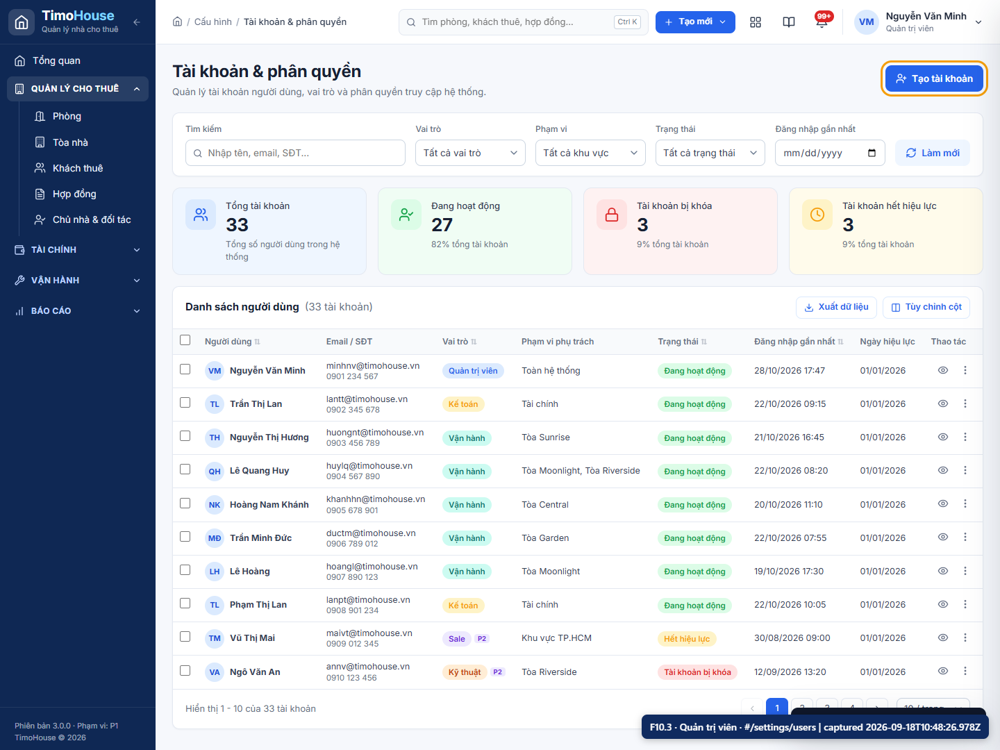 TimoHouse
Quản lý nhà cho thuê
Tổng quan
QUẢN LÝ CHO THUÊ
Phòng
Tòa nhà
Khách thuê
Hợp đồng
Chủ nhà & đối tác
TÀI CHÍNH
VẬN HÀNH
BÁO CÁO
Phiên bản 3.0.0 · Phạm vi: P1
TimoHouse © 2026
/ Cấu hình / Tài khoản & phân quyền
Tìm phòng, khách thuê, hợp đồng... Ctrl K
Tạo mới
99+
VM Nguyễn Văn Minh
Quản trị viên
Tài khoản & phân quyền
Quản lý tài khoản người dùng, vai trò và phân quyền truy cập hệ thống.
Tạo tài khoản
Tìm kiếm Vai trò Phạm vi Trạng thái Đăng nhập gần nhất
Nhập tên, email, SĐT... Tất cả vai trò Tất cả khu vực Tất cả trạng thái mm/dd/yyyy Làm mới
Tổng tài khoản
33
Tổng số người dùng trong hệ thống
Đang hoạt động
27
82% tổng tài khoản
Tài khoản bị khóa
3
9% tổng tài khoản
Tài khoản hết hiệu lực
3
9% tổng tài khoản
Danh sách người dùng (33 tài khoản)
Xuất dữ liệu Tùy chỉnh cột
Người dùng Email / SĐT Vai trò Phạm vi phụ trách Trạng thái Đăng nhập gần nhất Ngày hiệu lực Thao tác
VM Nguyễn Văn Minh minhnv@timohouse.vn 0901 234 567 Quản trị viên Toàn hệ thống Đang hoạt động 28/10/2026 17:47 01/01/2026
TL Trần Thị Lan lantt@timohouse.vn 0902 345 678 Kế toán Tài chính Đang hoạt động 22/10/2026 09:15 01/01/2026
TH Nguyễn Thị Hương huongnt@timohouse.vn 0903 456 789 Vận hành Tòa Sunrise Đang hoạt động 21/10/2026 16:45 01/01/2026
QH Lê Quang Huy huylq@timohouse.vn 0904 567 890 Vận hành Tòa Moonlight, Tòa Riverside Đang hoạt động 22/10/2026 08:20 01/01/2026
NK Hoàng Nam Khánh khanhhn@timohouse.vn 0905 678 901 Vận hành Tòa Central Đang hoạt động 20/10/2026 11:10 01/01/2026
MĐ Trần Minh Đức ductm@timohouse.vn 0906 789 012 Vận hành Tòa Garden Đang hoạt động 22/10/2026 07:55 01/01/2026
LH Lê Hoàng hoangl@timohouse.vn 0907 890 123 Vận hành Tòa Moonlight Đang hoạt động 19/10/2026 17:30 01/01/2026
TL Phạm Thị Lan lanpt@timohouse.vn 0908 901 234 Kế toán Tài chính Đang hoạt động 22/10/2026 10:05 01/01/2026
TM Vũ Thị Mai maivt@timohouse.vn 0909 012 345 Sale P2 Khu vực TP.HCM Hết hiệu lực 30/08/2026 09:00 01/01/2026
VA Ngô Văn An annv@timohouse.vn 0910 123 456 Kỹ thuật P2 Tòa Riverside Tài khoản bị khóa 12/09/2026 13:20 01/01/2026
Hiển thị 1 - 10 của 33 tài khoản
1
F10.3 · Quản trị viên · #/settings/users | captured 2026-09-18T10:48:26.978Z